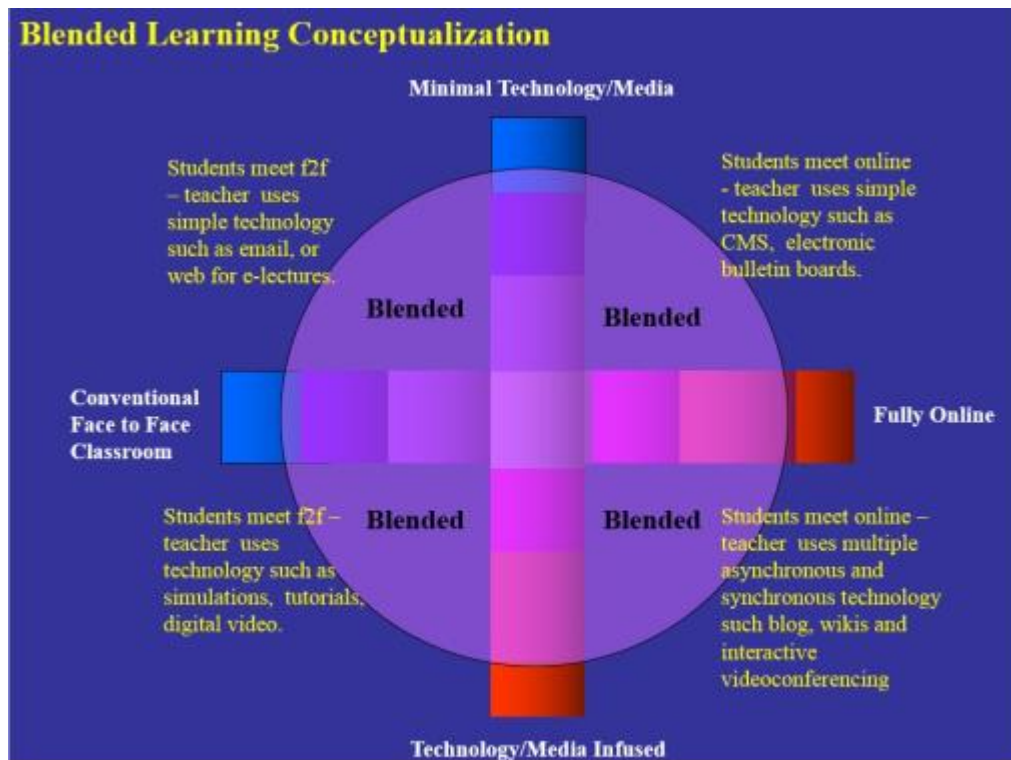 Blended Learning Conceptualization
Minimal Technology/Media
Students meet f2f
– teacher uses
simple technology
such as email, or
web for e-lectures.
Students meet online
- teacher uses simple
technology such as
CMS, electronic
bulletin boards.
Blended
Blended
Conventional
Face to Face
Classroom
Fully Online
Students meet f2f –
teacher uses
technology such as
simulations, tutorials,
digital video.
Blended
Blended
Students meet online –
teacher uses multiple
asynchronous and
synchronous technology
such blog, wikis and
interactive
videoconferencing
Technology/Media Infused